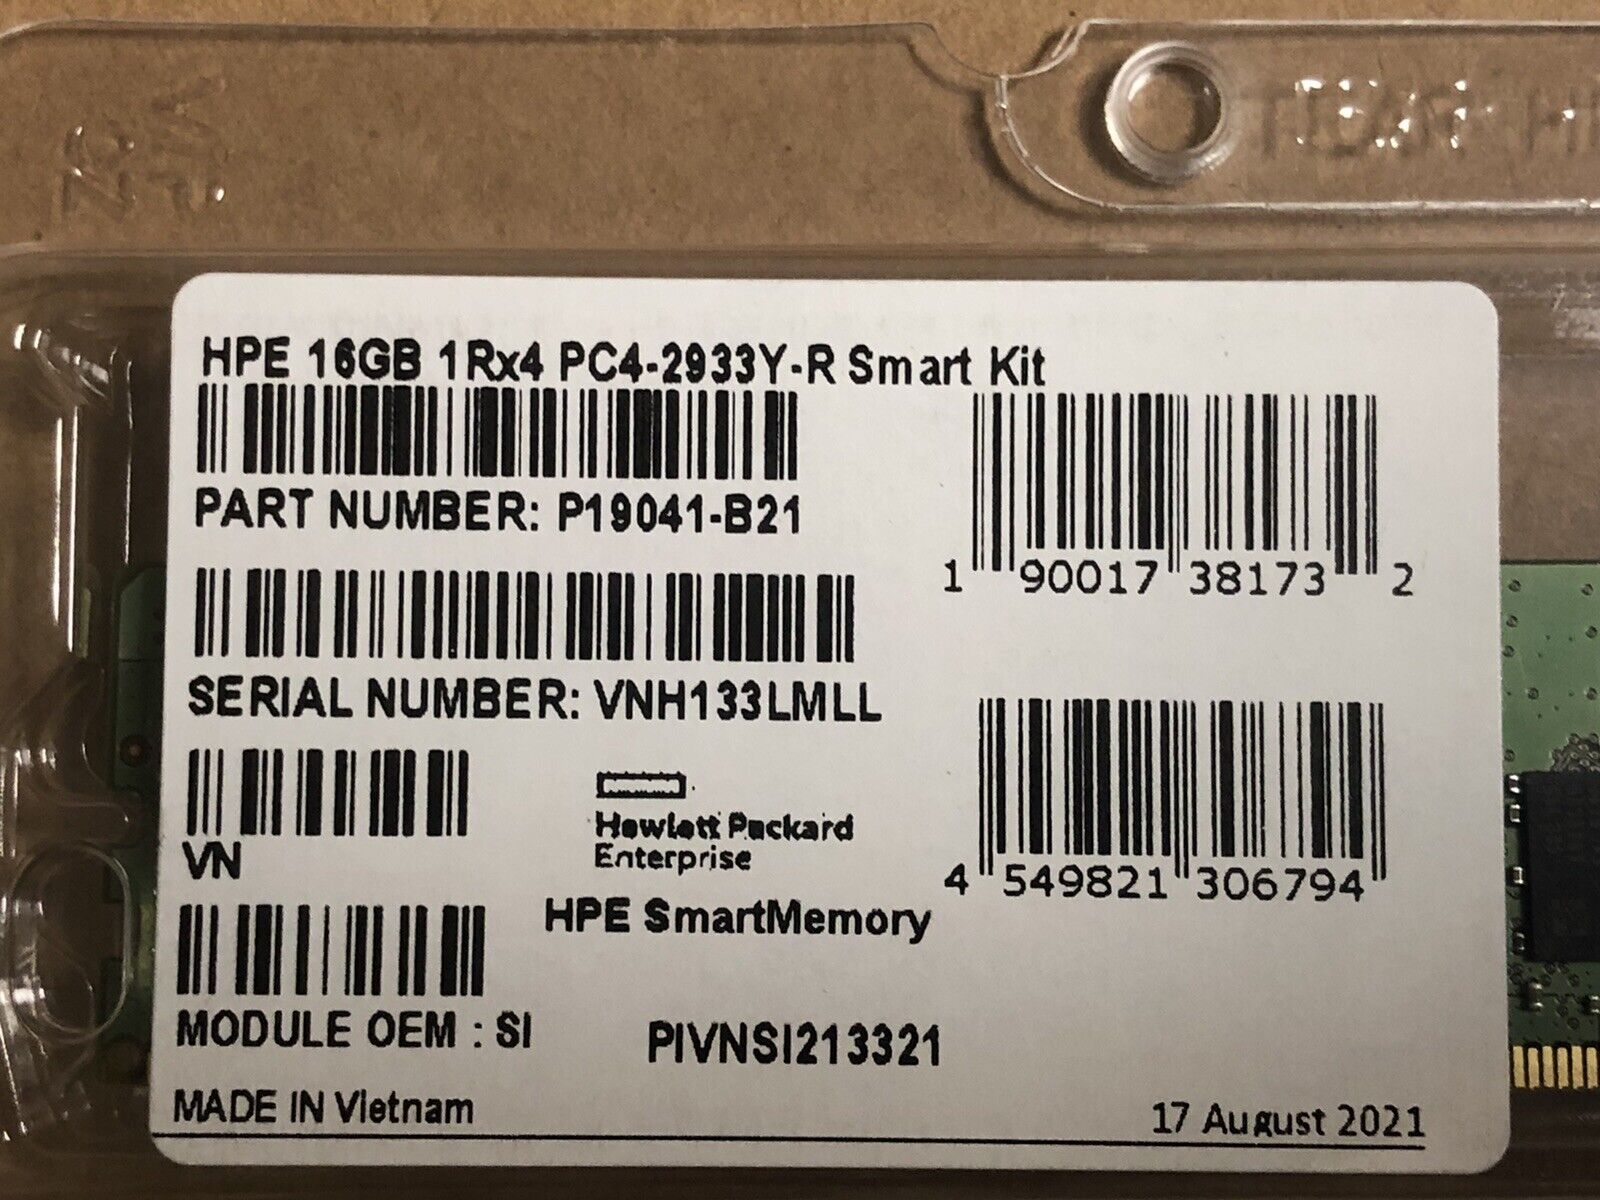 HPE 16GB 1Rx4 PC4-2933Y-R Smart Kit
PART NUMBER: P19041-B21
1 90017 38173 2
SERIAL NUMBER: VNH133LMLL
VN
Hewlett Packard
Enterprise
4 549821 306794
HPE SmartMemory
MODULE OEM : SI
PIVNSI213321
MADE IN Vietnam
17 August 2021